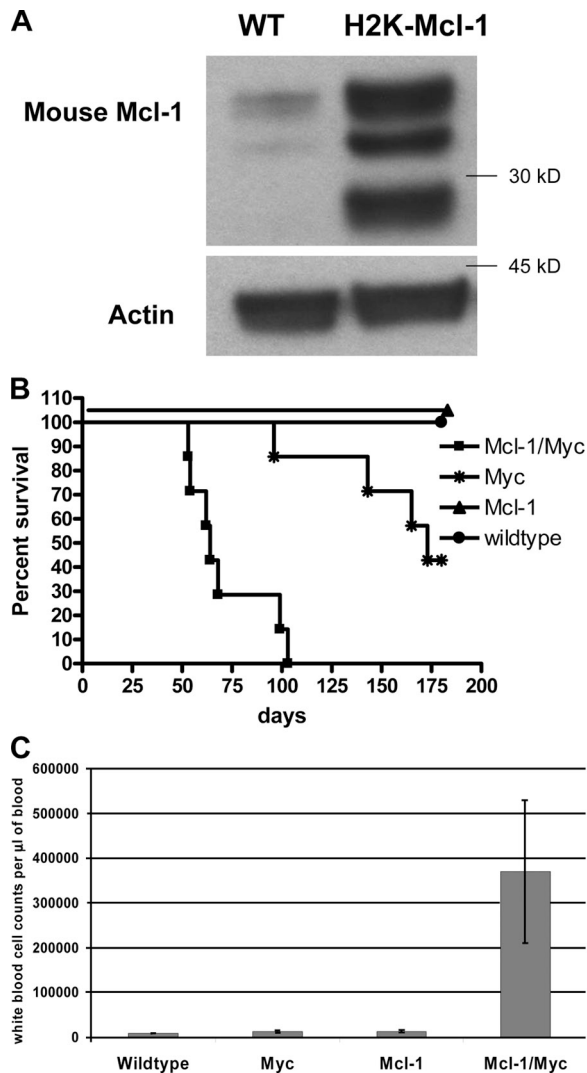 A
WT H2K-Mcl-1
Mouse Mcl-1
30 kD
45 kD
Actin
B
Percent survival
110
100
90
80
70
60
50
40
30
20
10
0
0 25 50 75 100 125 150 175 200
days
Mcl-1/Myc
Myc
Mcl-1
wildtype
C
white blood cell counts per µl of blood
600000
500000
400000
300000
200000
100000
0
Wildtype Myc Mcl-1 Mcl-1/Myc